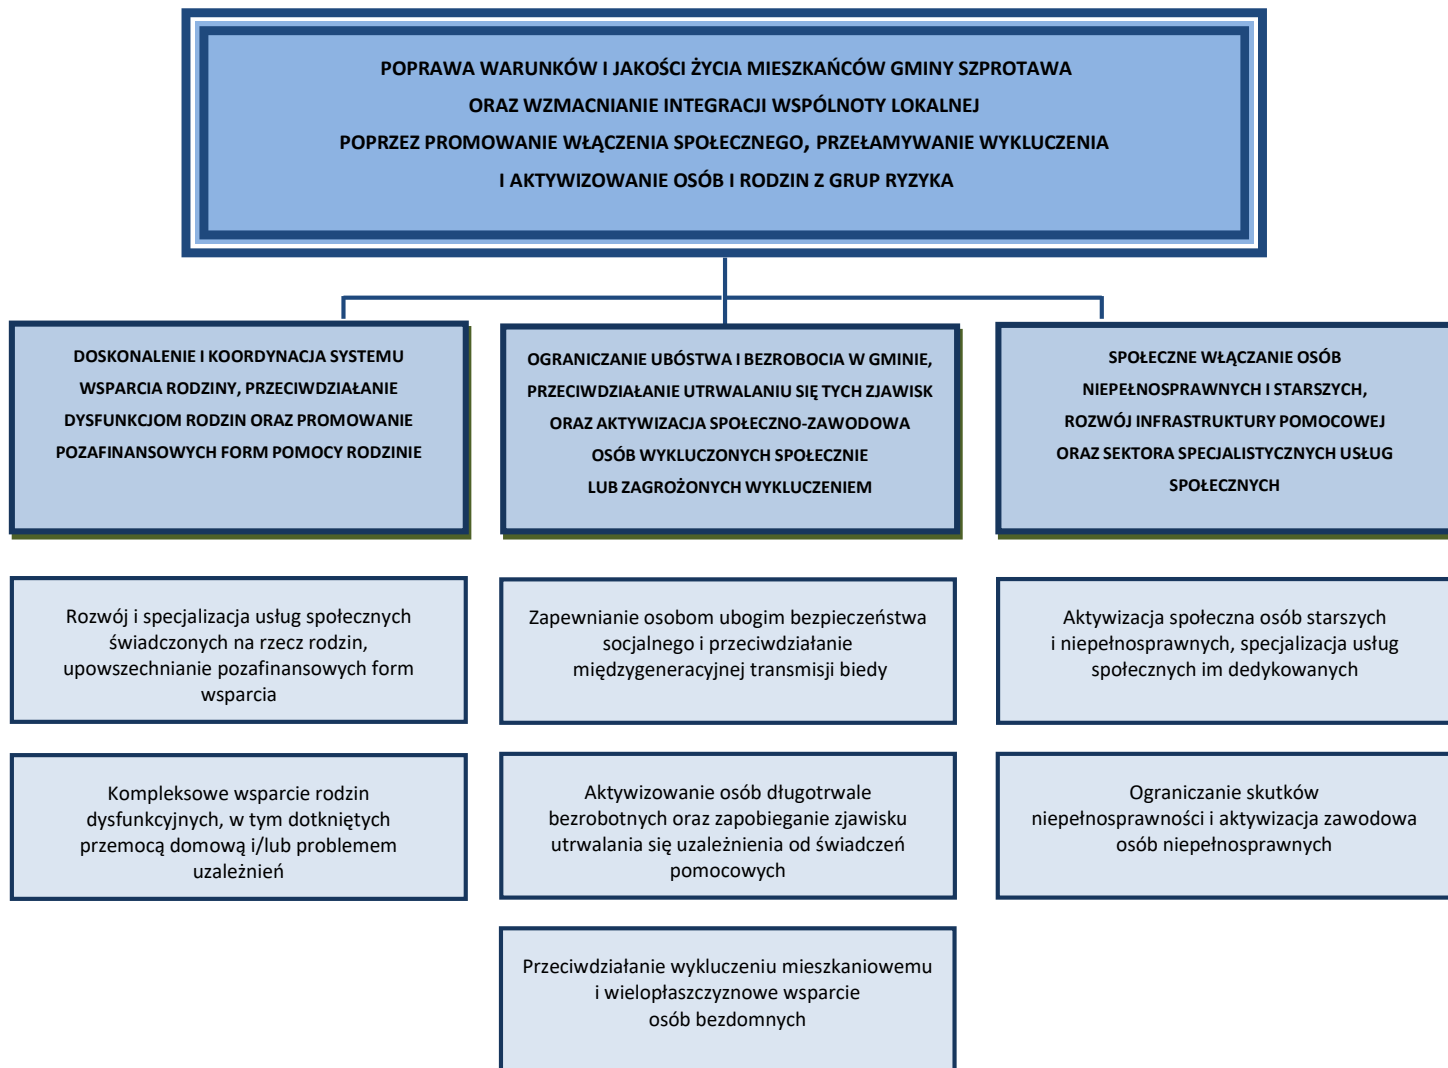 POPRAWA WARUNKÓW I JAKOŚCI ŻYCIA MIESZKAŃCÓW GMINY SZPROTAWA
ORAZ WZMACNIANIE INTEGRACJI WSPÓLNOTY LOKALNEJ
POPRZEZ PROMOWANIE WŁĄCZENIA SPOŁECZNEGO, PRZEŁAMYWANIE WYKLUCZENIA
I AKTYWIZOWANIE OSÓB I RODZIN Z GRUP RYZYKA
DOSKONALENIE I KOORDYNACJA SYSTEMU
WSPARCIA RODZINY, PRZECIWDZIAŁANIE
DYSFUNKCJOM RODZIN ORAZ PROMOWANIE
POZAFINANSOWYCH FORM POMOCY RODZINIE
OGRANICZANIE UBÓSTWA I BEZROBOCIA W GMINIE,
PRZECIWDZIAŁANIE UTRWALANIU SIĘ TYCH ZJAWISK
ORAZ AKTYWIZACJA SPOŁECZNO-ZAWODOWA
OSÓB WYKLUCZONYCH SPOŁECZNIE
LUB ZAGROŻONYCH WYKLUCZENIEM
SPOŁECZNE WŁĄCZANIE OSÓB
NIEPEŁNOSPRAWNYCH I STARSZYCH,
ROZWÓJ INFRASTRUKTURY POMOCOWEJ
ORAZ SEKTORA SPECJALISTYCZNYCH USŁUG
SPOŁECZNYCH
Rozwój i specjalizacja usług społecznych
świadczonych na rzecz rodzin,
upowszechnianie pozafinansowych form
wsparcia
Zapewnianie osobom ubogim bezpieczeństwa
socjalnego i przeciwdziałanie
międzygeneracyjnej transmisji biedy
Aktywizacja społeczna osób starszych
i niepełnosprawnych, specjalizacja usług
społecznych im dedykowanych
Kompleksowe wsparcie rodzin
dysfunkcyjnych, w tym dotkniętych
przemocą domową i/lub problemem
uzależnień
Aktywizowanie osób długotrwale
bezrobotnych oraz zapobieganie zjawisku
utrwalania się uzależnienia od świadczeń
pomocowych
Ograniczanie skutków
niepełnosprawności i aktywizacja zawodowa
osób niepełnosprawnych
Przeciwdziałanie wykluczeniu mieszkaniowemu
i wielopłaszczyznowe wsparcie
osób bezdomnych